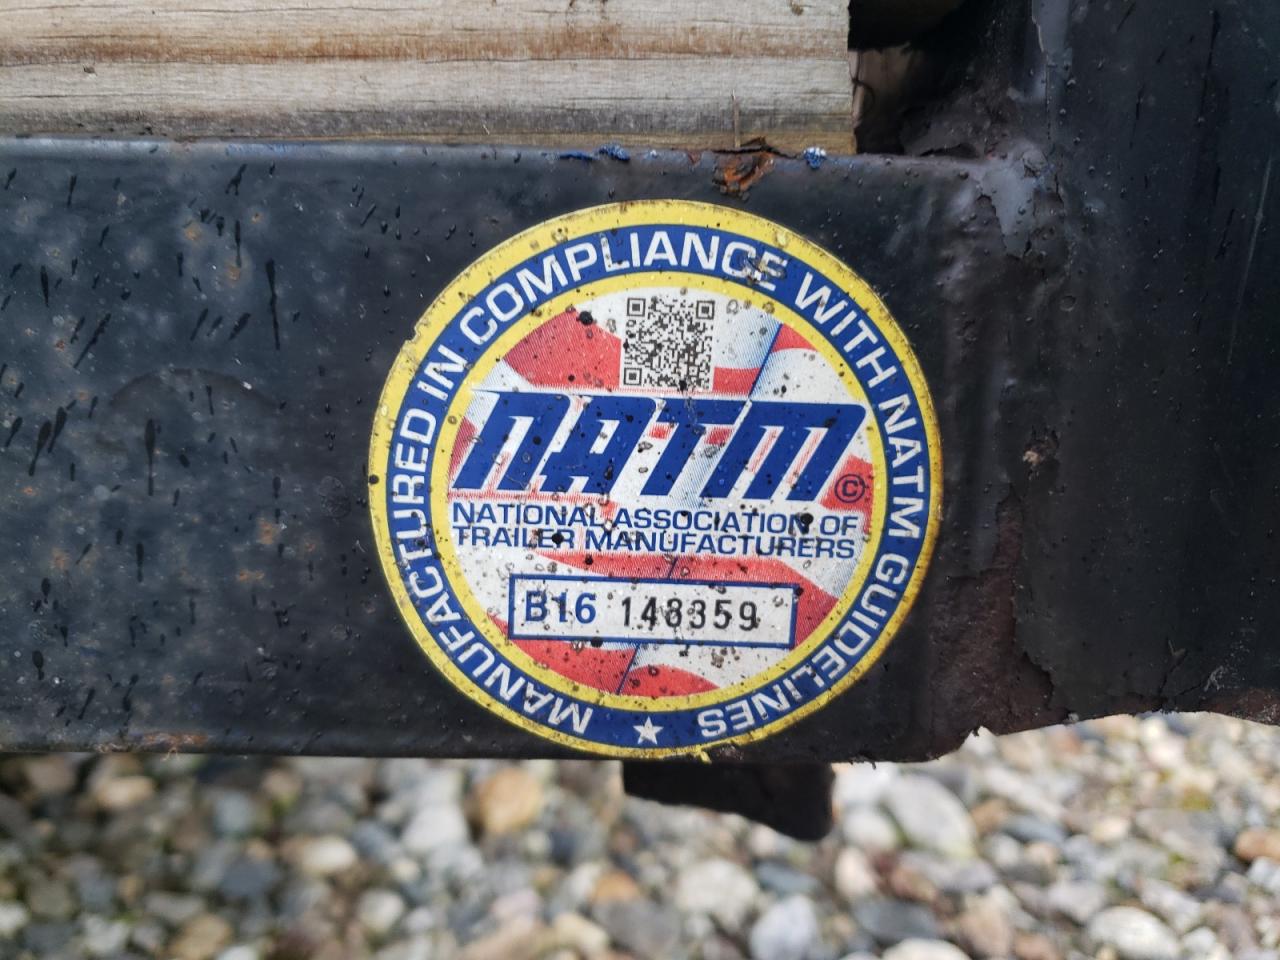 MANUFACTURED IN COMPLIANCE WITH NATM GUIDELINES
NATM ©
NATIONAL ASSOCIATION OF
TRAILER MANUFACTURERS
B16 148359